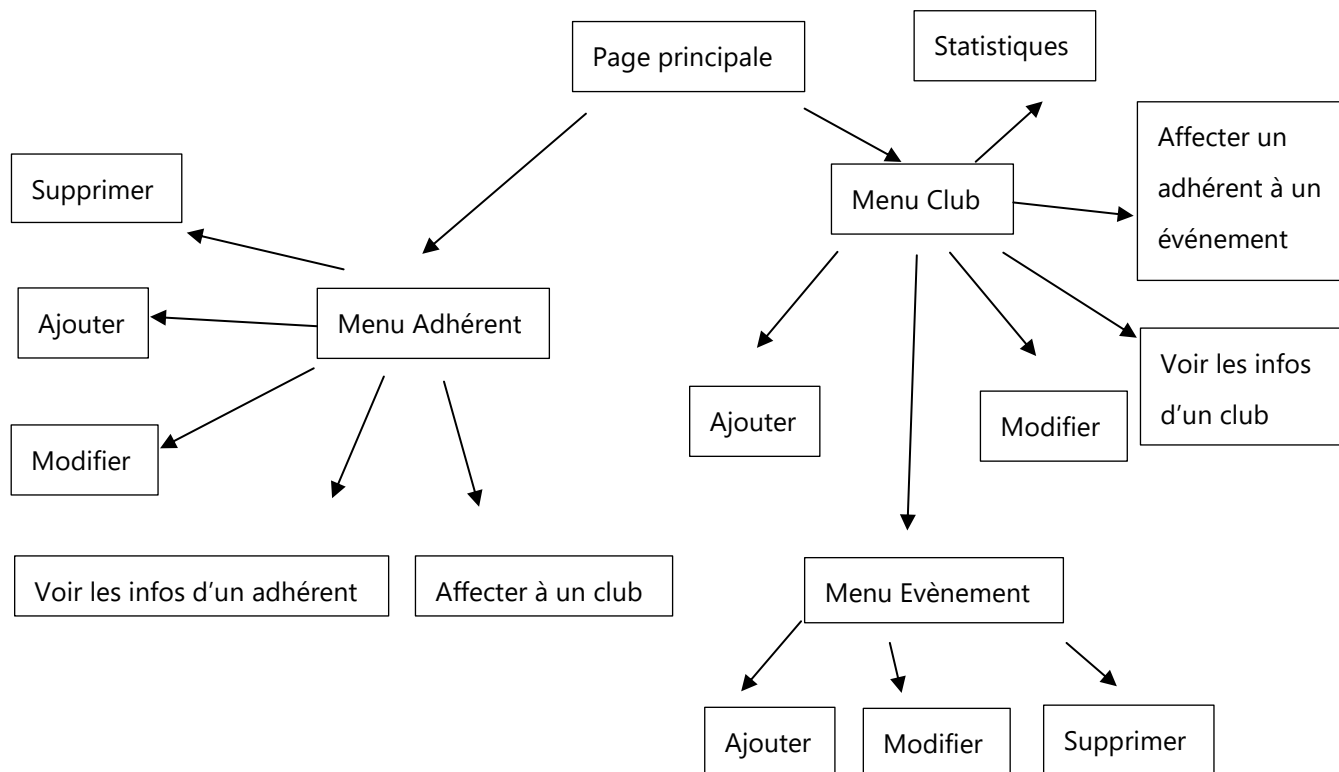 Page principale
Statistiques
Affecter un
adhérent à un
événement
Supprimer
Menu Club
Ajouter
Menu Adhérent
Voir les infos
d’un club
Ajouter
Modifier
Modifier
Voir les infos d’un adhérent
Affecter à un club
Menu Evènement
Ajouter
Modifier
Supprimer